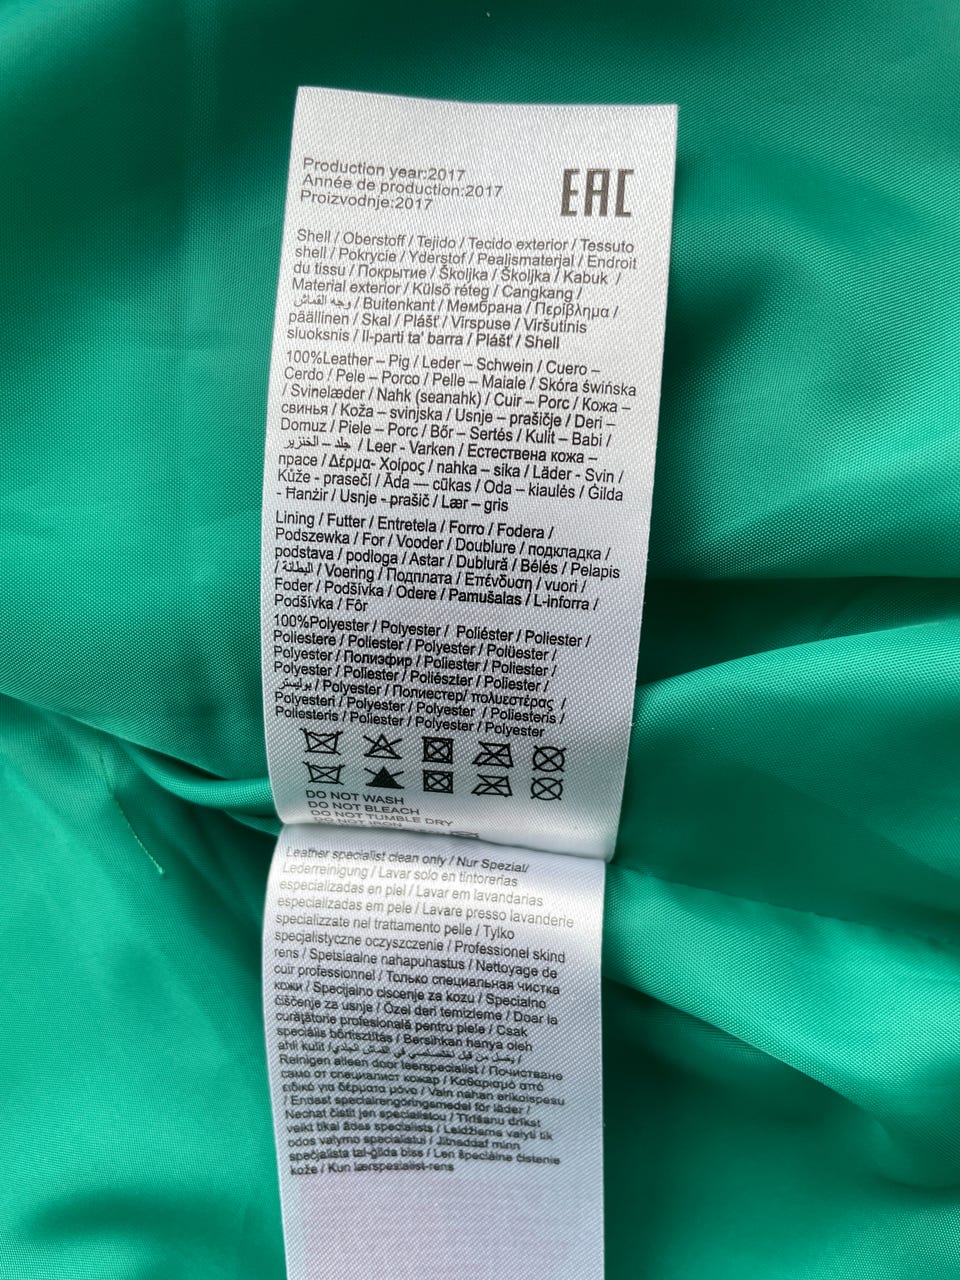 Production year:2017
Année de production:2017
Proizvodnje:2017
EAC
Shell / Oberstoff / Tejido / Tecido exterior / Tessuto
shell / Pokrycie / Yderstof / Pealismaterjal / Endroit
du tissu / Покрытие / Školjka / Školjka / Kabuk /
Material exterior / Külső réteg / Cangkang /
وجه القماش / Buitenkant / Мембрана / Περίβλημα /
päällinen / Skal / Plášť / Virspuse / Viršutinis
sluoksnis / Il-parti ta' barra / Plášť / Shell
100%Leather – Pig / Leder – Schwein / Cuero –
Cerdo / Pele – Porco / Pelle – Maiale / Skóra świńska
/ Svinelæder / Nahk (seanahk) / Cuir – Porc / Кожа –
свинья / Koža – svinjska / Usnje – prašičje / Deri –
Domuz / Piele – Porc / Bőr – Sertés / Kulit – Babi /
جلد – الخنزير / Leer - Varken / Естествена кожа –
прасе / Δέρμα- Χοίρος / nahka – sika / Läder - Svin /
Kůže - prasečí / Āda — cūkas / Oda – kiaulės / Ġilda
- Ħanżir / Usnje - prašič / Lær – gris
Lining / Futter / Entretela / Forro / Fodera /
Podszewka / For / Vooder / Doublure / подкладка /
podstava / podloga / Astar / Dublură / Bélés / Pelapis
/ البطانة / Voering / Подплата / Επένδυση / vuori /
Foder / Podšívka / Odere / Pamušalas / L-inforra /
Podšívka / Fôr
100%Polyester / Polyester / Poliéster / Poliester /
Poliestere / Poliester / Polyester / Polüester /
Polyester / Полиэфир / Poliester / Poliester /
Polyester / Poliester / Poliészter / Poliester /
بوليستر / Polyester / Полиестер/ πολυεστέρας /
Polyesteri / Polyester / Polyester / Poliesteris /
Poliesteris / Poliester / Polyester / Polyester
DO NOT WASH
DO NOT BLEACH
DO NOT TUMBLE DRY
DO NOT IRON
Leather specialist clean only / Nur Spezial/
Lederreinigung / Lavar solo en tintorerias
especializadas en piel / Lavar em lavandarias
especializadas em pele / Lavare presso lavanderie
specializzate nel trattamento pelle / Tylko
specjalistyczne oczyszczenie / Professionel skind
rens / Spetsiaalne nahapuhastus / Nettoyage de
cuir professionnel / Только специальная чистка
кожи / Specijalno ciscenje za kozu / Specialno
čiščenje za usnje / Özel deri temizleme / Doar la
curățătorie profesională pentru piele / Csak
speciális bőrtisztítás / Bersihkan hanya oleh
ahli kulit /
Reinigen alleen door leerspecialist / Почистване
само от специалист кожар / Καθαρισμό από
ειδικό για δέρματα μόνο / Vain nahan erikoispesu
/ Endast specialrengöringsmedel för läder /
Nechat čistit jen specialistou / Tīrīšanu drīkst
veikt tikai ādas speciālists / Leidžiama valyti tik
odos valymo specialistui / Jitnaddaf minn
speċjalista tal-ġilda biss / Len špeciálne čistenie
kože / Kun lærspesialist-rens